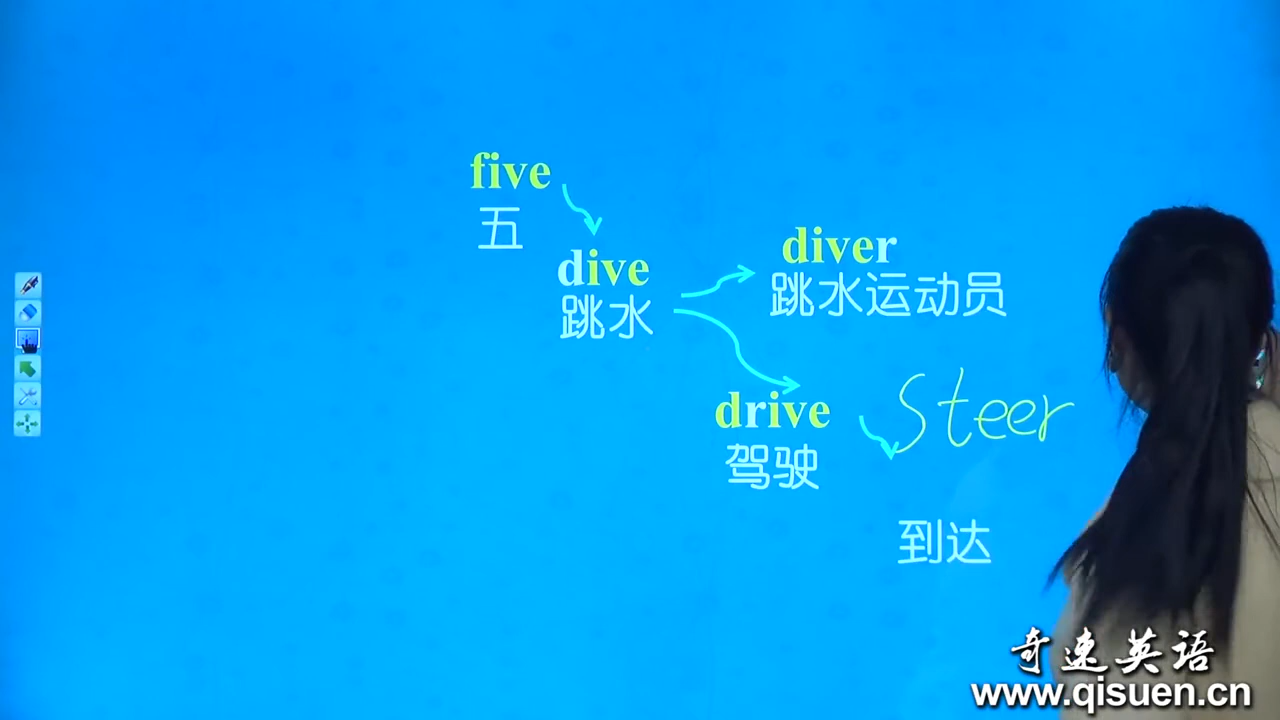 five
五
dive
跳水
diver
跳水运动员
drive
驾驶
Steer
到达
奇速英语
www.qisuen.cn